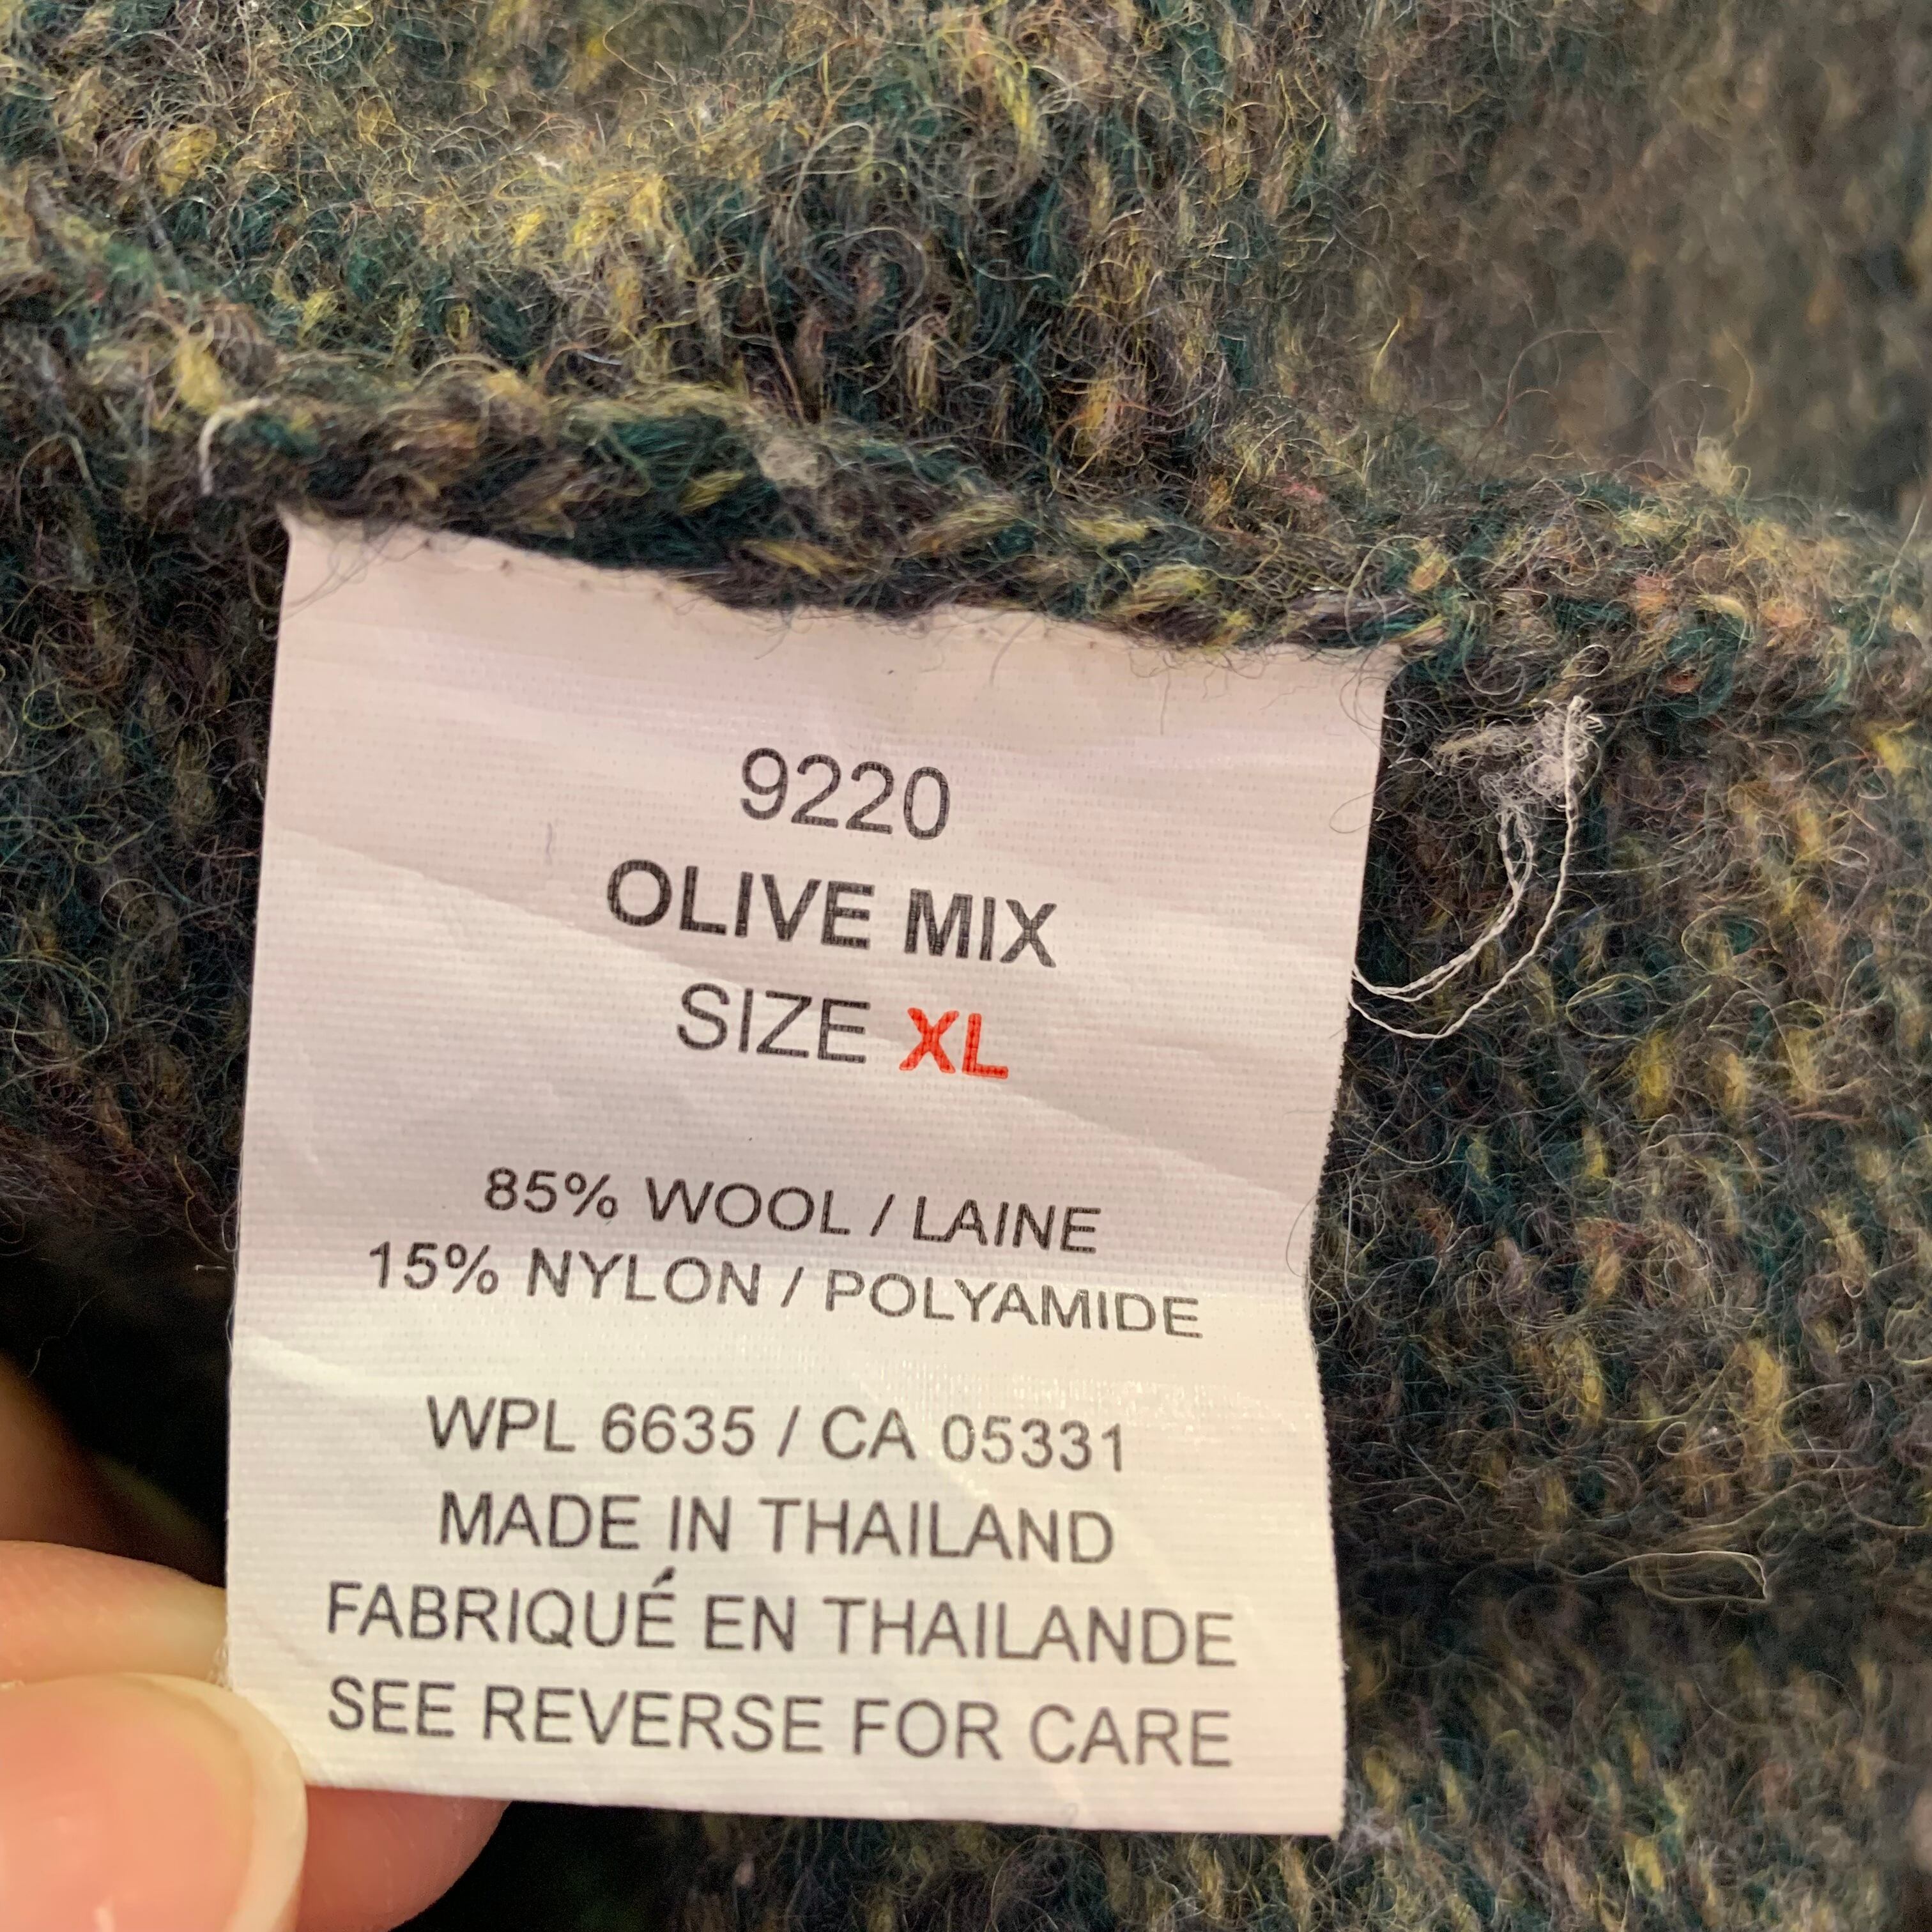 9220
OLIVE MIX
SIZE XL
85% WOOL / LAINE
15% NYLON / POLYAMIDE
WPL 6635 / CA 05331
MADE IN THAILAND
FABRIQUÉ EN THAILANDE
SEE REVERSE FOR CARE